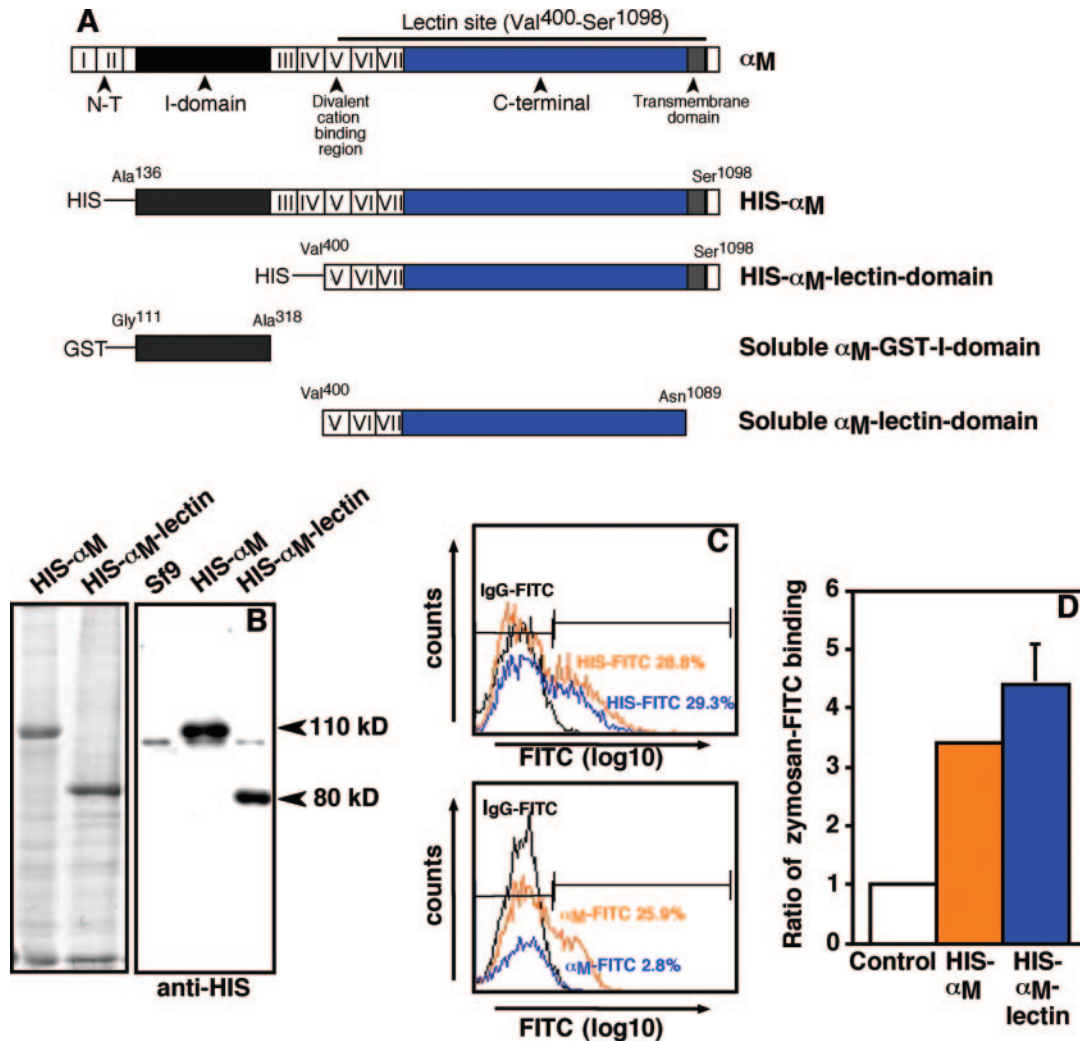 A
Lectin site (Val400-Ser1098)
I II III IV V VI VII αM
N-T I-domain Divalent cation binding region C-terminal Transmembrane domain
Ala136 Ser1098
HIS III IV V VI VII HIS-αM
Val400 Ser1098
HIS V VI VII HIS-αM-lectin-domain
Gly111 Ala318
GST Soluble αM-GST-I-domain
Val400 Asn1089
V VI VII Soluble αM-lectin-domain
HIS-αM
HIS-αM-lectin
Sf9
HIS-αM
HIS-αM-lectin
B
110 kD
80 kD
anti-HIS
C
IgG-FITC
counts
HIS-FITC 28.8%
HIS-FITC 29.3%
FITC (log10)
IgG-FITC
counts
αM-FITC 25.9%
αM-FITC 2.8%
FITC (log10)
D
Ratio of zymosan-FITC binding
6
5
4
3
2
1
0
Control
HIS-
αM
HIS-
αM-
lectin